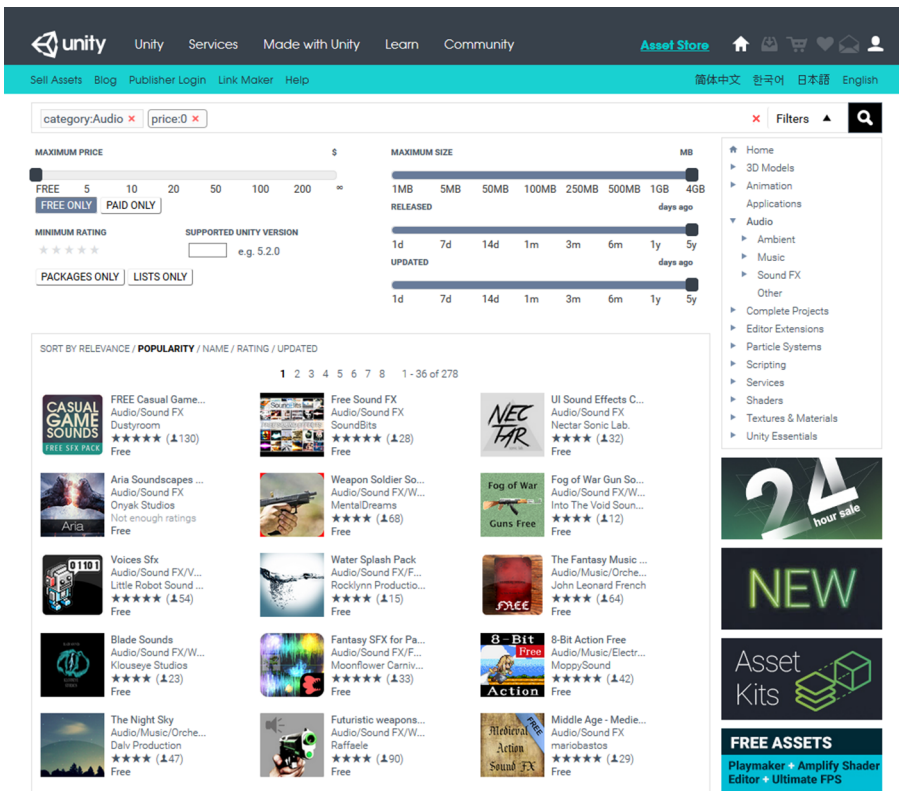 unity Unity Services Made with Unity Learn Community Asset Store
Sell Assets Blog Publisher Login Link Maker Help 简体中文 한국어 日本語 English
category:Audio × price:0 × × Filters ▲
MAXIMUM PRICE $
FREE 5 10 20 50 100 200 ∞
FREE ONLY PAID ONLY
MINIMUM RATING SUPPORTED UNITY VERSION
★★★★★ e.g. 5.2.0
PACKAGES ONLY LISTS ONLY
MAXIMUM SIZE MB
1MB 5MB 50MB 100MB 250MB 500MB 1GB 4GB
RELEASED days ago
1d 7d 14d 1m 3m 6m 1y 5y
UPDATED days ago
1d 7d 14d 1m 3m 6m 1y 5y
Home
3D Models
Animation
Applications
Audio
Ambient
Music
Sound FX
Other
Complete Projects
Editor Extensions
Particle Systems
Scripting
Services
Shaders
Textures & Materials
Unity Essentials
SORT BY RELEVANCE / POPULARITY / NAME / RATING / UPDATED
1 2 3 4 5 6 7 8 1 - 36 of 278
CASUAL
GAME
SOUNDS
FREE SFX PACK
FREE Casual Game...
Audio/Sound FX
Dustyroom
★★★★★ (130)
Free
Free Sound FX
Audio/Sound FX
SoundBits
★★★★★ (28)
Free
NEC
TAR
UI Sound Effects C...
Audio/Sound FX
Nectar Sonic Lab.
★★★★ (32)
Free
Aria
Aria Soundscapes ...
Audio/Sound FX
Onyak Studios
Not enough ratings
Free
Weapon Soldier So...
Audio/Sound FX/W...
MentalDreams
★★★★ (68)
Free
Fog of War
Guns Free
Fog of War Gun So...
Audio/Sound FX/W...
Into The Void Soun...
★★★★ (12)
Free
01101
Voices Sfx
Audio/Sound FX/V...
Little Robot Sound ...
★★★★★ (54)
Free
Water Splash Pack
Audio/Sound FX/F...
Rocklynn Productio...
★★★★ (15)
Free
FREE
The Fantasy Music ...
Audio/Music/Orche...
John Leonard French
★★★★ (64)
Free
Blade Sounds
Audio/Sound FX/W...
Klouseye Studios
★★★★ (23)
Free
Fantasy SFX for Pa...
Audio/Sound FX/F...
Moonflower Carniv...
★★★★ (33)
Free
8-Bit
Free
Action
8-Bit Action Free
Audio/Music/Electr...
MoppySound
★★★★ (42)
Free
The Night Sky
Audio/Music/Orche...
Dalv Production
★★★★ (47)
Free
Futuristic weapons...
Audio/Sound FX/W...
Raffaele
★★★★ (90)
Free
FREE
Medieval
Action
Sound FX
Middle Age - Medie...
Audio/Sound FX
mariobastos
★★★★★ (29)
Free
24
hour sale
NEW
Asset
Kits
FREE ASSETS
Playmaker + Amplify Shader
Editor + Ultimate FPS